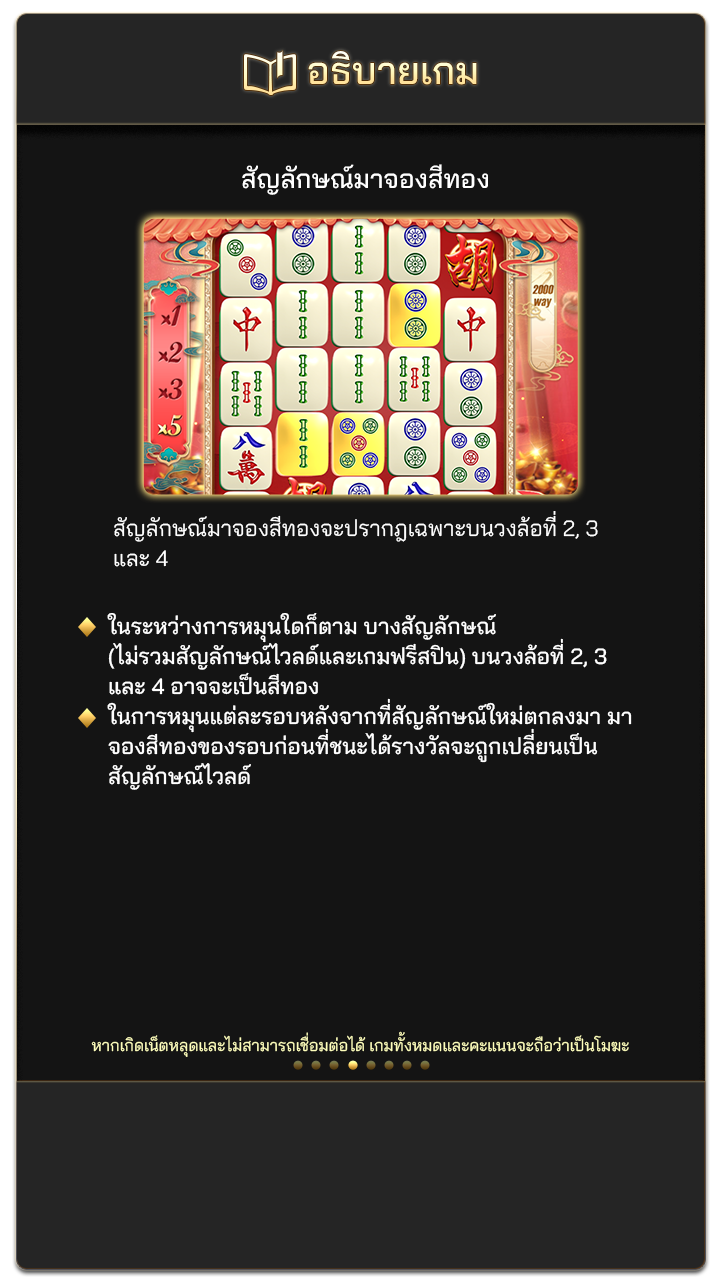 อธิบายเกม
สัญลักษณ์มาจองสีทอง
胡
2000
way
x1
中
中
x2
x3
x5
八
萬
สัญลักษณ์มาจองสีทองจะปรากฏเฉพาะบนวงล้อที่ 2, 3
และ 4
ในระหว่างการหมุนใดก็ตาม บางสัญลักษณ์
(ไม่รวมสัญลักษณ์ไวลด์และเกมฟรีสปิน) บนวงล้อที่ 2, 3
และ 4 อาจจะเป็นสีทอง
ในการหมุนแต่ละรอบหลังจากที่สัญลักษณ์ใหม่ตกลงมา มา
จองสีทองของรอบก่อนที่ชนะได้รางวัลจะถูกเปลี่ยนเป็น
สัญลักษณ์ไวลด์
หากเกิดเน็ตหลุดและไม่สามารถเชื่อมต่อได้ เกมทั้งหมดและคะแนนจะถือว่าเป็นโมฆะ